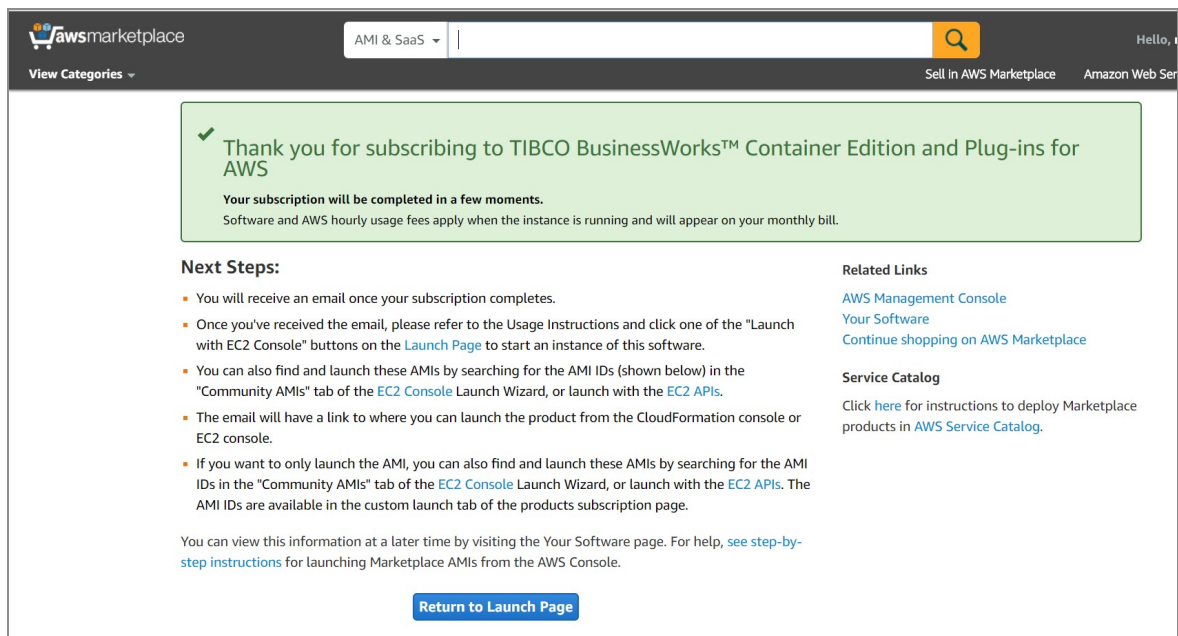 awsmarketplace
AMI & SaaS
Hello,
View Categories
Sell in AWS Marketplace
Amazon Web Ser
Thank you for subscribing to TIBCO BusinessWorks™ Container Edition and Plug-ins for
AWS
Your subscription will be completed in a few moments.
Software and AWS hourly usage fees apply when the instance is running and will appear on your monthly bill.
Next Steps:
You will receive an email once your subscription completes.
Once you've received the email, please refer to the Usage Instructions and click one of the "Launch
with EC2 Console" buttons on the Launch Page to start an instance of this software.
You can also find and launch these AMIs by searching for the AMI IDs (shown below) in the
"Community AMIs" tab of the EC2 Console Launch Wizard, or launch with the EC2 APIs.
The email will have a link to where you can launch the product from the CloudFormation console or
EC2 console.
If you want to only launch the AMI, you can also find and launch these AMIs by searching for the AMI
IDs in the "Community AMIs" tab of the EC2 Console Launch Wizard, or launch with the EC2 APIs. The
AMI IDs are available in the custom launch tab of the products subscription page.
You can view this information at a later time by visiting the Your Software page. For help, see step-by-
step instructions for launching Marketplace AMIs from the AWS Console.
Return to Launch Page
Related Links
AWS Management Console
Your Software
Continue shopping on AWS Marketplace
Service Catalog
Click here for instructions to deploy Marketplace
products in AWS Service Catalog.